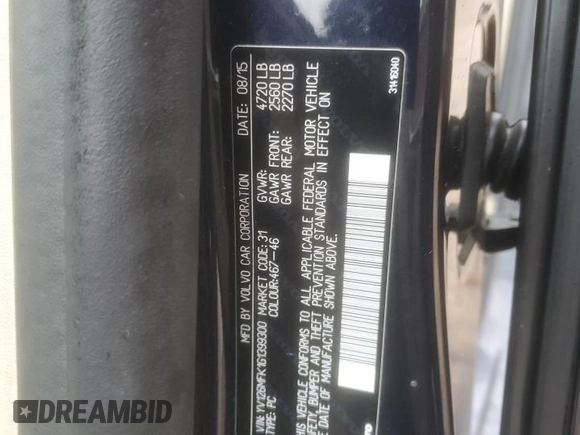 MFD BY VOLVO CAR CORPORATION DATE: 08/15
GVWR: 4720 LB
GAWR FRONT: 2560 LB
GAWR REAR: 2270 LB
VIN: YV126MFK1G1399300 MARKET CODE: 31
TYPE: PC COLOUR: 467-46
THIS VEHICLE CONFORMS TO ALL APPLICABLE FEDERAL MOTOR VEHICLE
SAFETY, BUMPER AND THEFT PREVENTION STANDARDS IN EFFECT ON
DATE OF MANUFACTURE SHOWN ABOVE.
31416040
DREAMBID